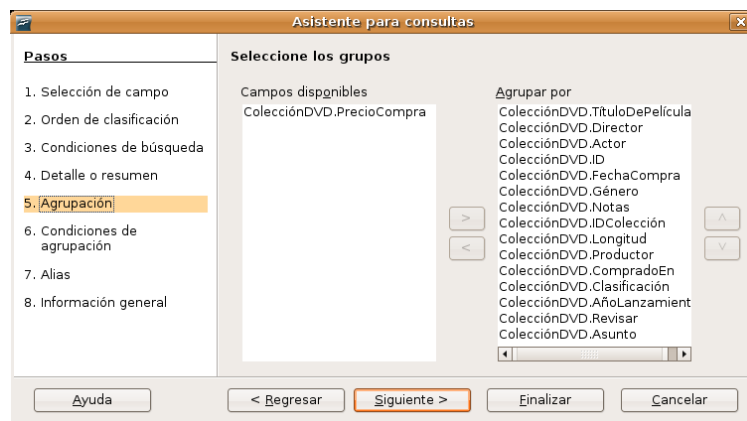 Asistente para consultas
Pasos
1. Selección de campo
2. Orden de clasificación
3. Condiciones de búsqueda
4. Detalle o resumen
5. Agrupación
6. Condiciones de
agrupación
7. Alias
8. Información general
Seleccione los grupos
Campos disponibles
ColecciónDVD.PrecioCompra
>
<
Agrupar por
ColecciónDVD.TítuloDePelícula
ColecciónDVD.Director
ColecciónDVD.Actor
ColecciónDVD.ID
ColecciónDVD.FechaCompra
ColecciónDVD.Género
ColecciónDVD.Notas
ColecciónDVD.IDColección
ColecciónDVD.Longitud
ColecciónDVD.Productor
ColecciónDVD.CompradoEn
ColecciónDVD.Clasificación
ColecciónDVD.AñoLanzamient
ColecciónDVD.Revisar
ColecciónDVD.Asunto
Ayuda
< Regresar
Siguiente >
Finalizar
Cancelar